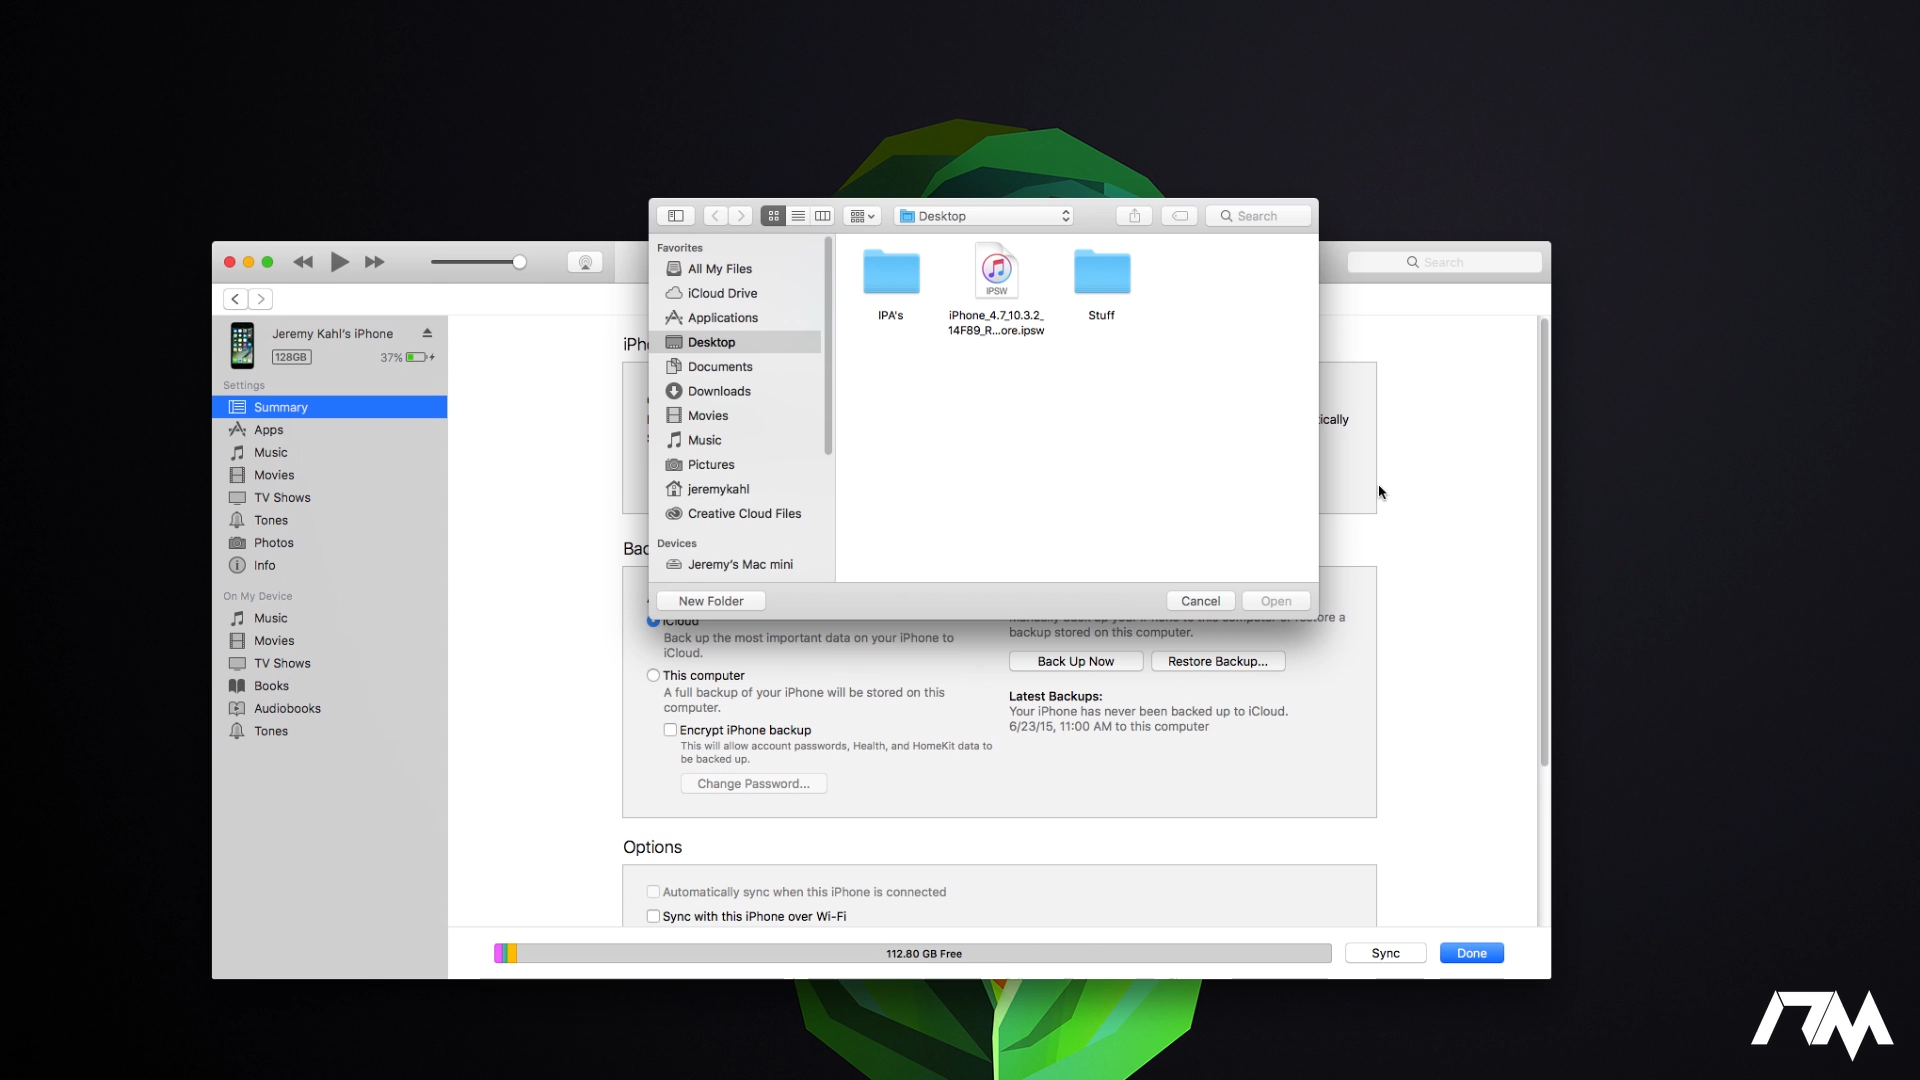 Desktop
Search
Favorites
All My Files
iCloud Drive
Applications
Desktop
Documents
Downloads
Movies
Music
Pictures
jeremykahl
Creative Cloud Files
Devices
Jeremy's Mac mini
IPA's
IPSW
iPhone_4.7_10.3.2_
14F89_R...ore.ipsw
Stuff
New Folder
Cancel
Open
Search
Jeremy Kahl's iPhone
128GB
37%
Settings
Summary
Apps
Music
Movies
TV Shows
Tones
Photos
Info
On My Device
Music
Movies
TV Shows
Books
Audiobooks
Tones
iCloud
Back up the most important data on your iPhone to
iCloud.
This computer
A full backup of your iPhone will be stored on this
computer.
Encrypt iPhone backup
This will allow account passwords, Health, and HomeKit data to
be backed up.
Change Password...
backup stored on this computer.
Back Up Now
Restore Backup...
Latest Backups:
Your iPhone has never been backed up to iCloud.
6/23/15, 11:00 AM to this computer
Options
Automatically sync when this iPhone is connected
Sync with this iPhone over Wi-Fi
112.80 GB Free
Sync
Done